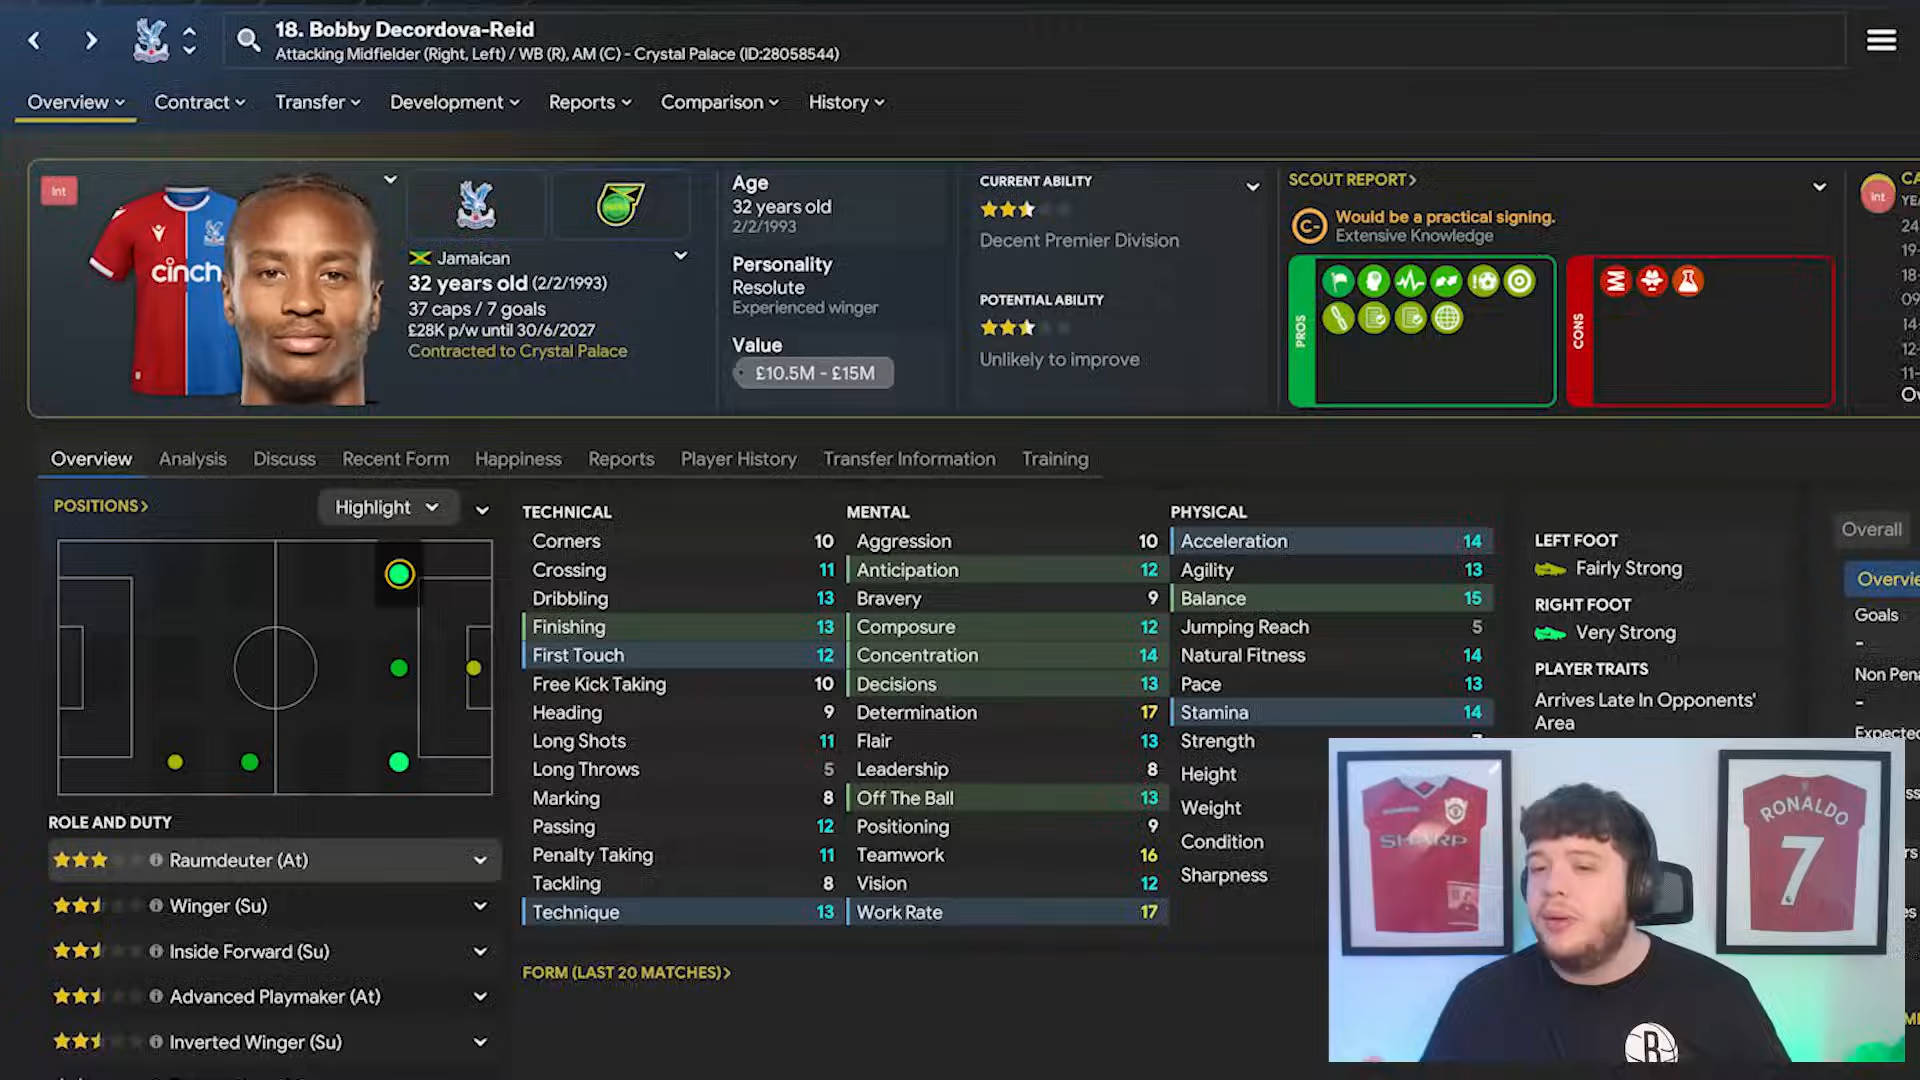 18. Bobby Decordova-Reid
Attacking Midfielder (Right, Left) / WB (R), AM (C) - Crystal Palace (ID:28058544)
Overview
Contract
Transfer
Development
Reports
Comparison
History
Int
cinch
Jamaican
32 years old (2/2/1993)
37 caps / 7 goals
£28K p/w until 30/6/2027
Contracted to Crystal Palace
Age
32 years old
2/2/1993
Personality
Resolute
Experienced winger
Value
£10.5M - £15M
CURRENT ABILITY
Decent Premier Division
POTENTIAL ABILITY
Unlikely to improve
SCOUT REPORT>
C-
Would be a practical signing.
Extensive Knowledge
PROS
CONS
Int
Overview
Analysis
Discuss
Recent Form
Happiness
Reports
Player History
Transfer Information
Training
POSITIONS>
Highlight
ROLE AND DUTY
Raumdeuter (At)
Winger (Su)
Inside Forward (Su)
Advanced Playmaker (At)
Inverted Winger (Su)
TECHNICAL
Corners 10
Crossing 11
Dribbling 13
Finishing 13
First Touch 12
Free Kick Taking 10
Heading 9
Long Shots 11
Long Throws 5
Marking 8
Passing 12
Penalty Taking 11
Tackling 8
Technique 13
MENTAL
Aggression 10
Anticipation 12
Bravery 9
Composure 12
Concentration 14
Decisions 13
Determination 17
Flair 13
Leadership 8
Off The Ball 13
Positioning 9
Teamwork 16
Vision 12
Work Rate 17
PHYSICAL
Acceleration 14
Agility 13
Balance 15
Jumping Reach 5
Natural Fitness 14
Pace 13
Stamina 14
Strength
Height
Weight
Condition
Sharpness
FORM (LAST 20 MATCHES)>
LEFT FOOT
Fairly Strong
RIGHT FOOT
Very Strong
PLAYER TRAITS
Arrives Late In Opponents'
Area
Overall
Goals
-
-
SHARP
RONALDO
7
B